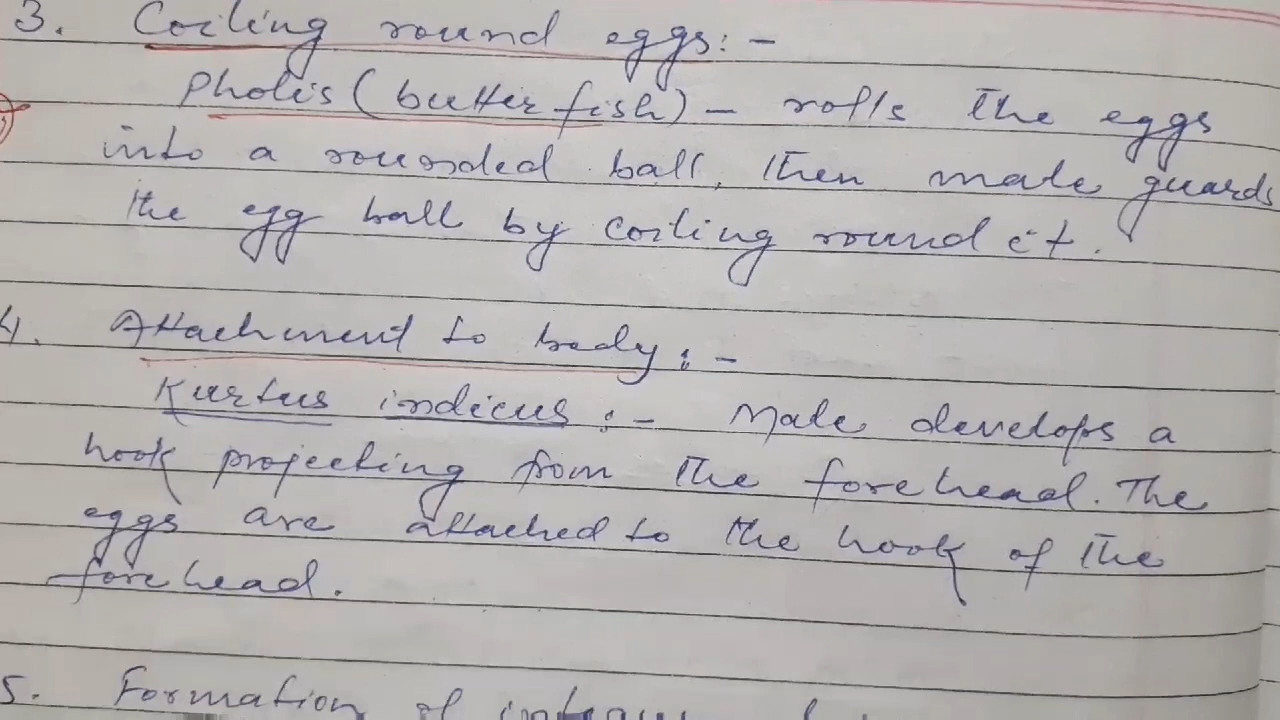 3. Coiling round eggs: -
Pholis (butter fish) - rolls the eggs
into a rounded ball, then male guards
the egg ball by coiling round it.
4. Attachment to body: -
Kurtus indicus: - Male develops a
hook projecting from the forehead. The
eggs are attached to the hook of the
forehead.
5. Formation of